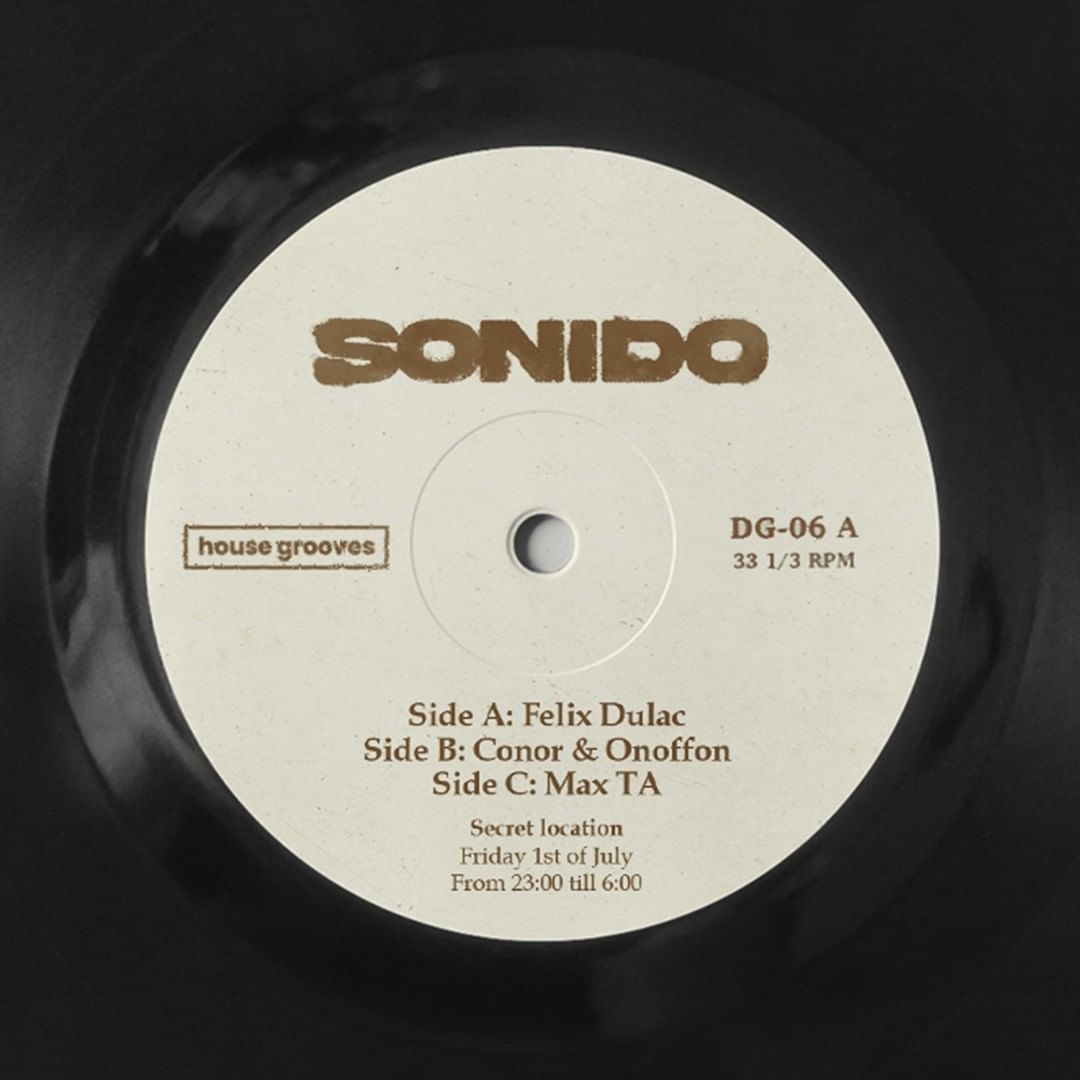 SONIDO
house grooves
DG-06 A
33 1/3 RPM
Side A: Felix Dulac
Side B: Conor & Onoffon
Side C: Max TA
Secret location
Friday 1st of July
From 23:00 till 6:00